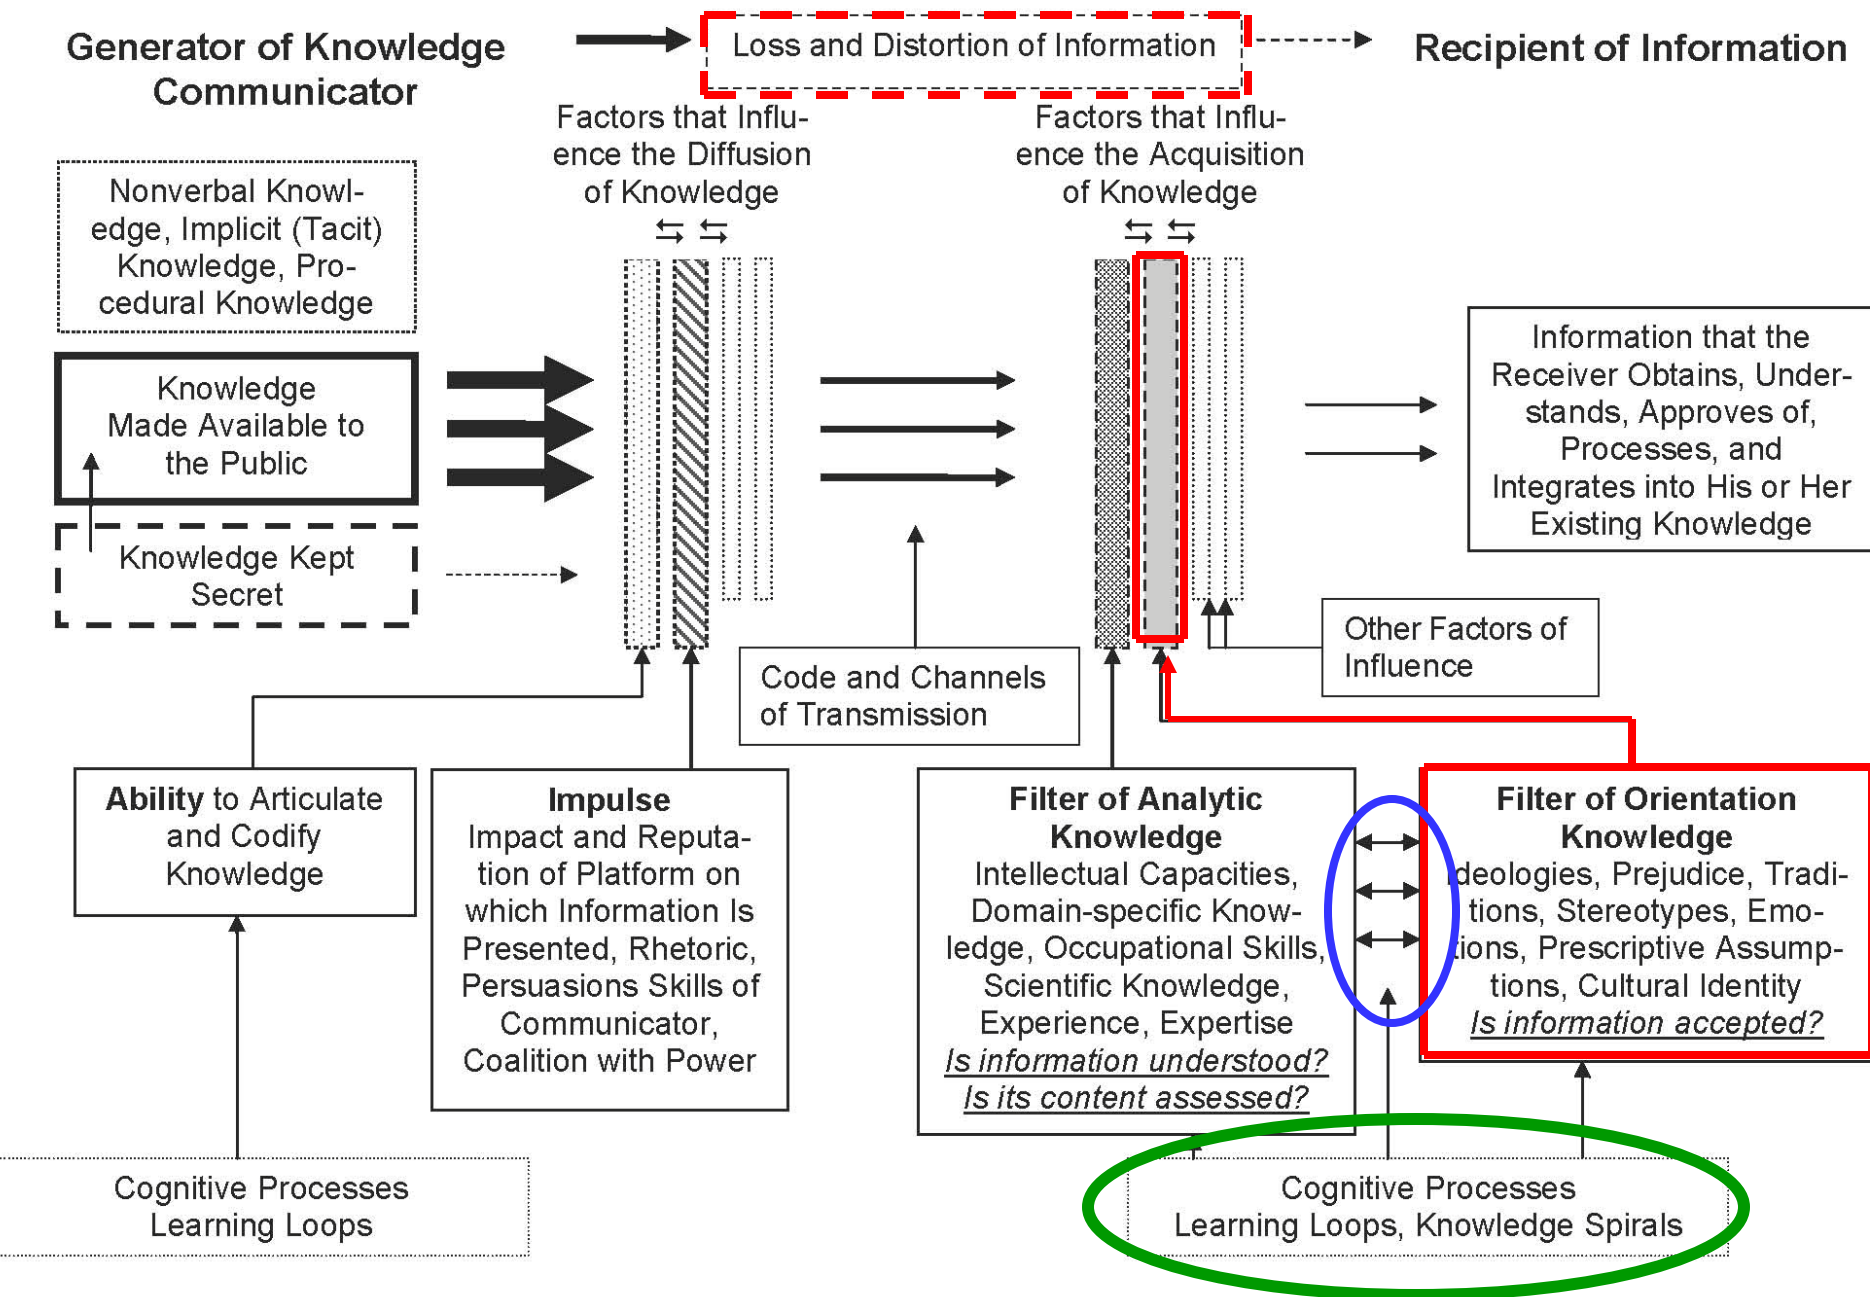 Generator of Knowledge
Communicator
Loss and Distortion of Information
Recipient of Information
Factors that Influ-
ence the Diffusion
of Knowledge
Factors that Influ-
ence the Acquisition
of Knowledge
Nonverbal Knowl-
edge, Implicit (Tacit)
Knowledge, Pro-
cedural Knowledge
Knowledge
Made Available to
the Public
Knowledge Kept
Secret
Information that the
Receiver Obtains, Under-
stands, Approves of,
Processes, and
Integrates into His or Her
Existing Knowledge
Code and Channels
of Transmission
Other Factors of
Influence
Ability to Articulate
and Codify
Knowledge
Impulse
Impact and Reputa-
tion of Platform on
which Information Is
Presented, Rhetoric,
Persuasions Skills of
Communicator,
Coalition with Power
Filter of Analytic
Knowledge
Intellectual Capacities,
Domain-specific Know-
ledge, Occupational Skills,
Scientific Knowledge,
Experience, Expertise
Is information understood?
Is its content assessed?
Filter of Orientation
Knowledge
Ideologies, Prejudice, Tradi-
tions, Stereotypes, Emo-
tions, Prescriptive Assump-
tions, Cultural Identity
Is information accepted?
Cognitive Processes
Learning Loops
Cognitive Processes
Learning Loops, Knowledge Spirals